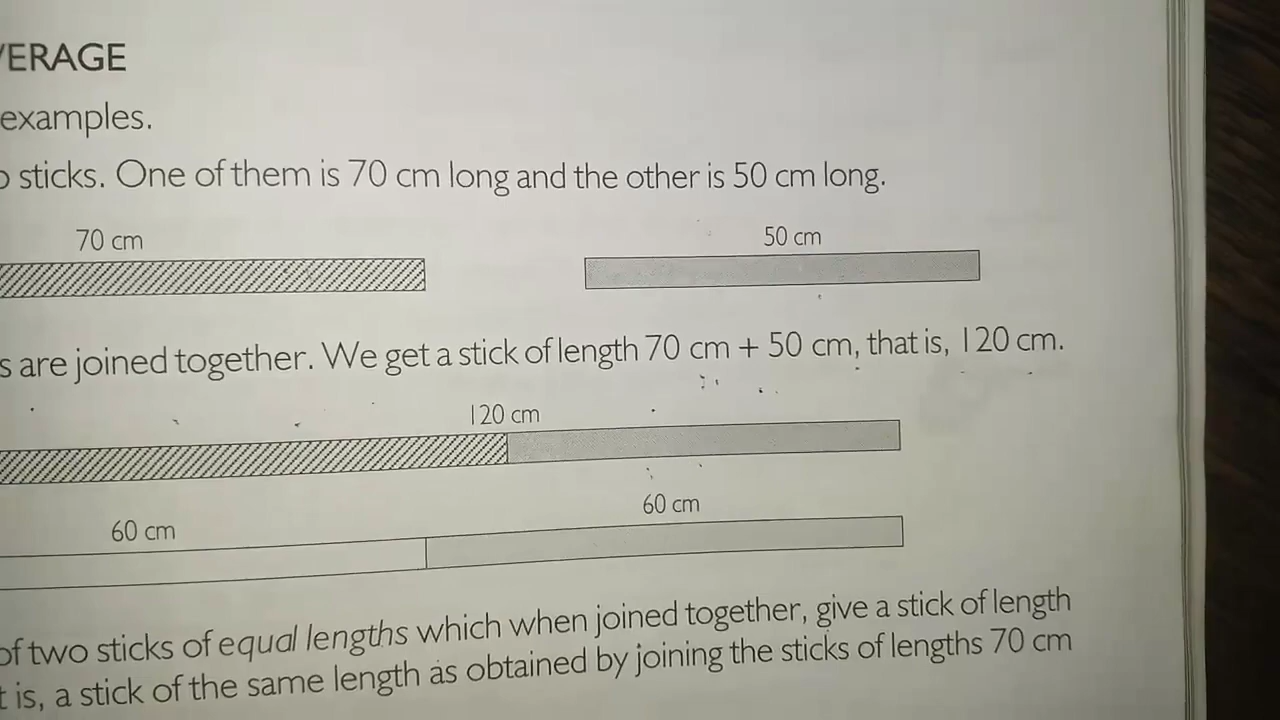 VERAGE
examples.
sticks. One of them is 70 cm long and the other is 50 cm long.
70 cm
50 cm
s are joined together. We get a stick of length 70 cm + 50 cm, that is, 120 cm.
120 cm
60 cm
60 cm
of two sticks of equal lengths which when joined together, give a stick of length
t is, a stick of the same length as obtained by joining the sticks of lengths 70 cm